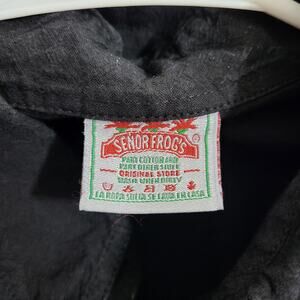 SEÑOR FROG'S
PART COTTON AND
PART OTHER STUFF
ORIGINAL STORE
WASH WHEN DIRTY
LA ROPA SUCIA SE LAVA EN CASA